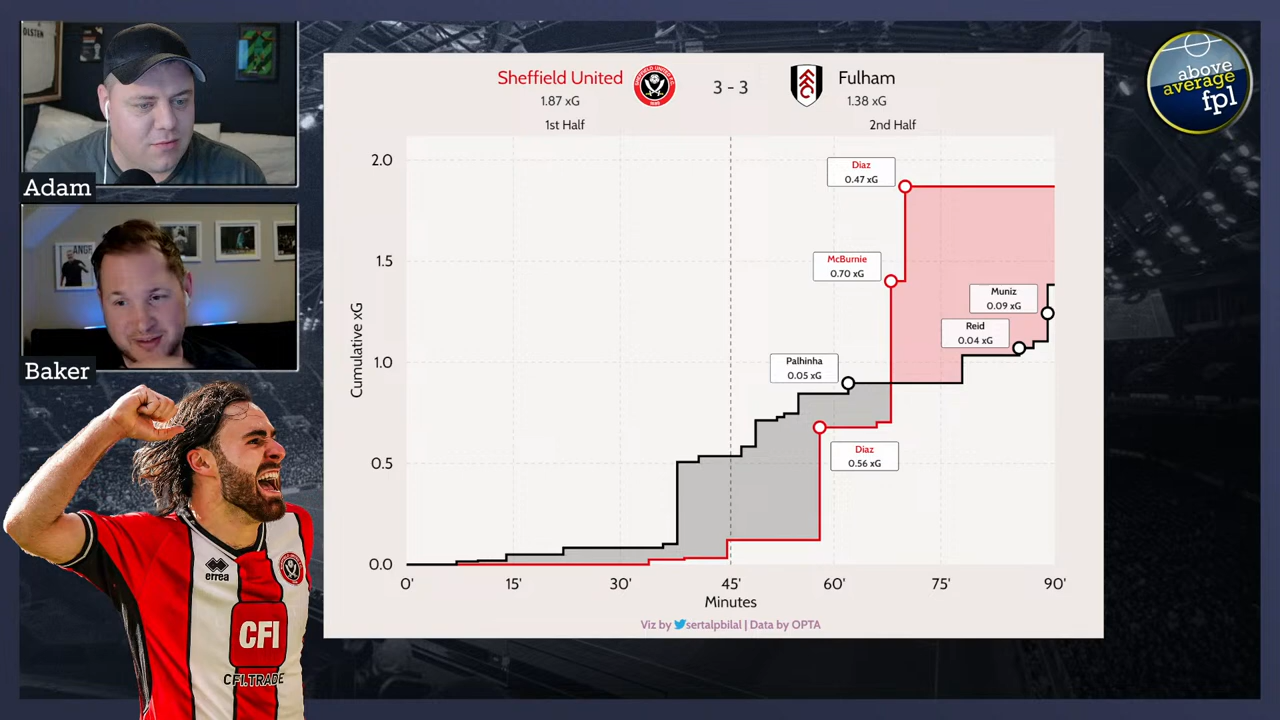 OLSTEN
Adam
ANGR
Baker
errea
CFI
CFI.TRADE
above
average
fpl
Sheffield United
1.87 xG
3 - 3
Fulham
1.38 xG
1st Half
2nd Half
Cumulative xG
2.0
1.5
1.0
0.5
0.0
Diaz
0.47 xG
McBurnie
0.70 xG
Muniz
0.09 xG
Reid
0.04 xG
Palhinha
0.05 xG
Diaz
0.56 xG
0'
15'
30'
45'
60'
75'
90'
Minutes
Viz by sertalpbilal | Data by OPTA